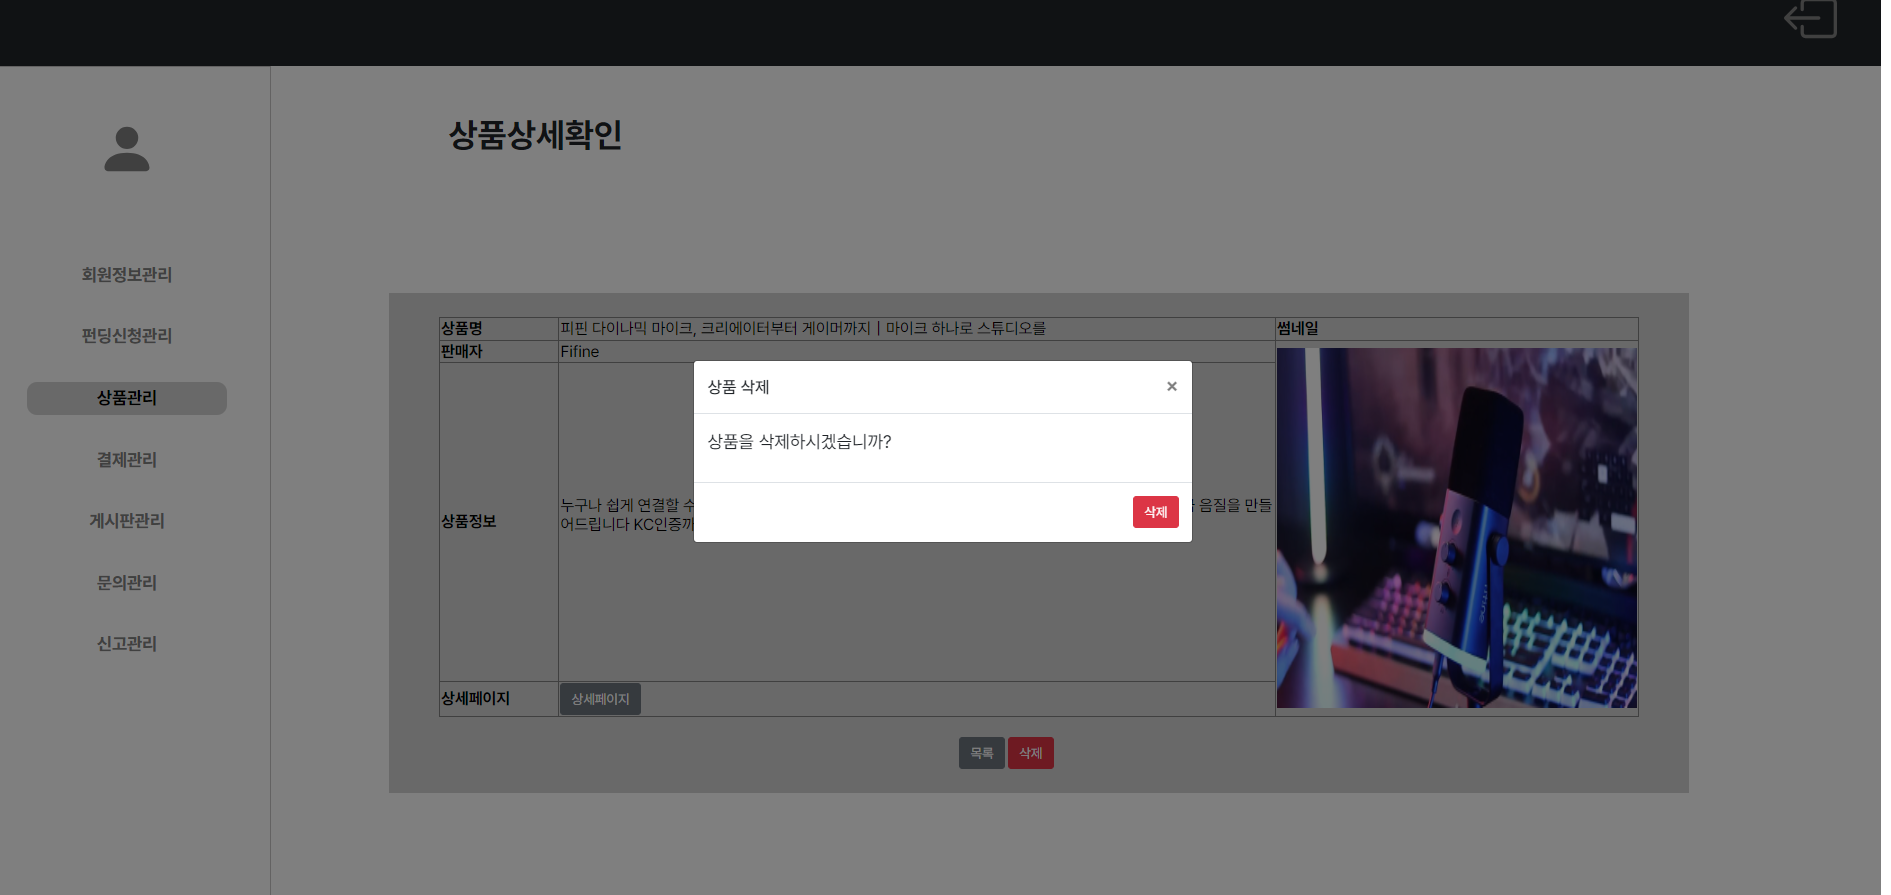 상품상세확인
회원정보관리
펀딩신청관리
상품관리
결제관리
게시판관리
문의관리
신고관리
상품명 피핀 다이나믹 마이크, 크리에이터부터 게이머까지 | 마이크 하나로 스튜디오를 썸네일
판매자 Fifine
상품 삭제 ×
상품을 삭제하시겠습니까?
삭제
상품정보
누구나 쉽게 연결할 음질을 만들
어드립니다 KC인증까
fifine
상세페이지 상세페이지
목록 삭제